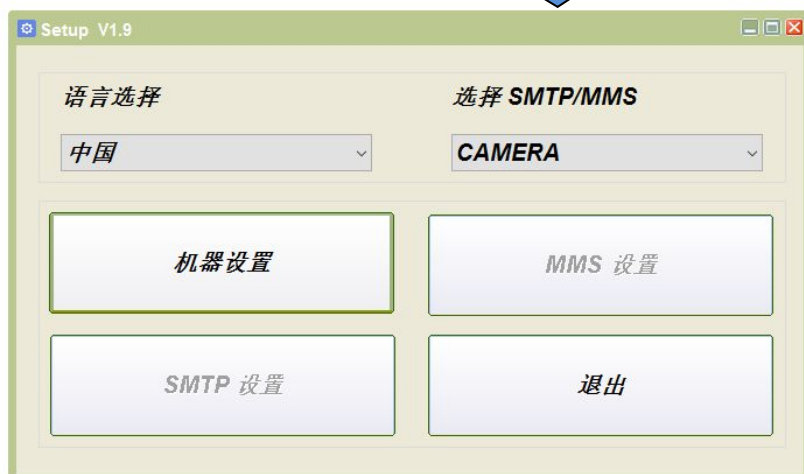 Setup V1.9
语言选择
选择 SMTP/MMS
中国
CAMERA
机器设置
MMS 设置
SMTP 设置
退出